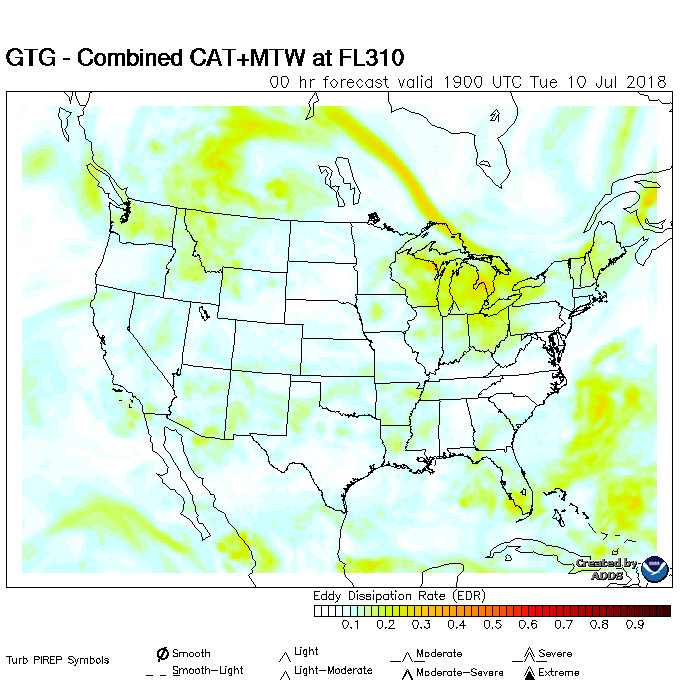 GTG - Combined CAT+MTW at FL310
00 hr forecast valid 1900 UTC Tue 10 Jul 2018
Created by
ADDS
Eddy Dissipation Rate (EDR)
0.1 0.2 0.3 0.4 0.5 0.6 0.7 0.8 0.9
Turb PIREP Symbols
Smooth Light Moderate Severe
Smooth-Light Light-Moderate Moderate-Severe Extreme